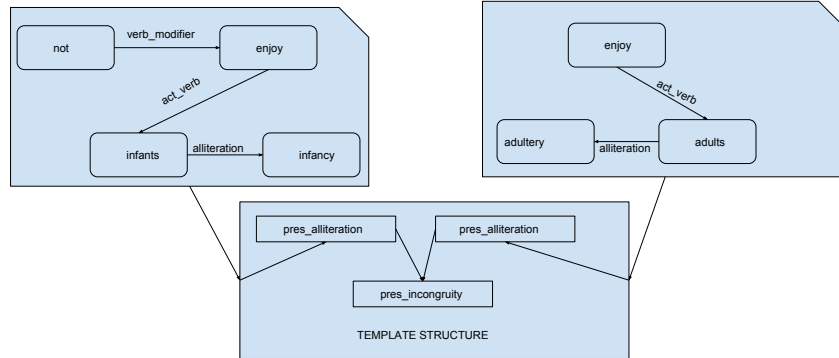 not
verb_modifier
enjoy
act_verb
infants
alliteration
infancy
enjoy
act_verb
adultery
alliteration
adults
pres_alliteration
pres_alliteration
pres_incongruity
TEMPLATE STRUCTURE